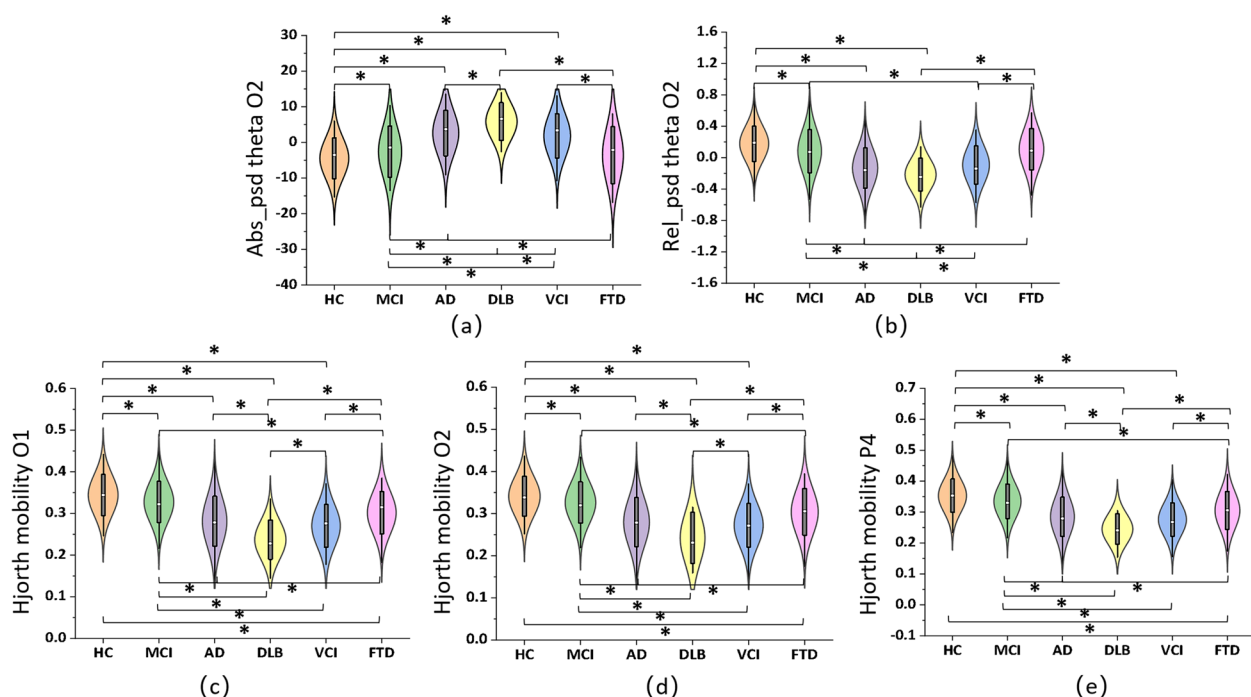 Abs_psd theta O2
30
20
10
0
-10
-20
-30
-40
* * * * * * * *
* * * * *
HC MCI AD DLB VCI FTD
(a)
Rel_psd theta O2
1.6
1.2
0.8
0.4
0.0
-0.4
-0.8
-1.2
-1.6
* * * * * *
* * * *
HC MCI AD DLB VCI FTD
(b)
Hjorth mobility O1
0.6
0.5
0.4
0.3
0.2
0.1
0.0
* * * * * * * * *
* * * * *
HC MCI AD DLB VCI FTD
(c)
Hjorth mobility O2
0.6
0.5
0.4
0.3
0.2
0.1
0.0
* * * * * * * * *
* * * * *
HC MCI AD DLB VCI FTD
(d)
Hjorth mobility P4
0.7
0.6
0.5
0.4
0.3
0.2
0.1
0.0
-0.1
* * * * * * * *
* * * * *
HC MCI AD DLB VCI FTD
(e)